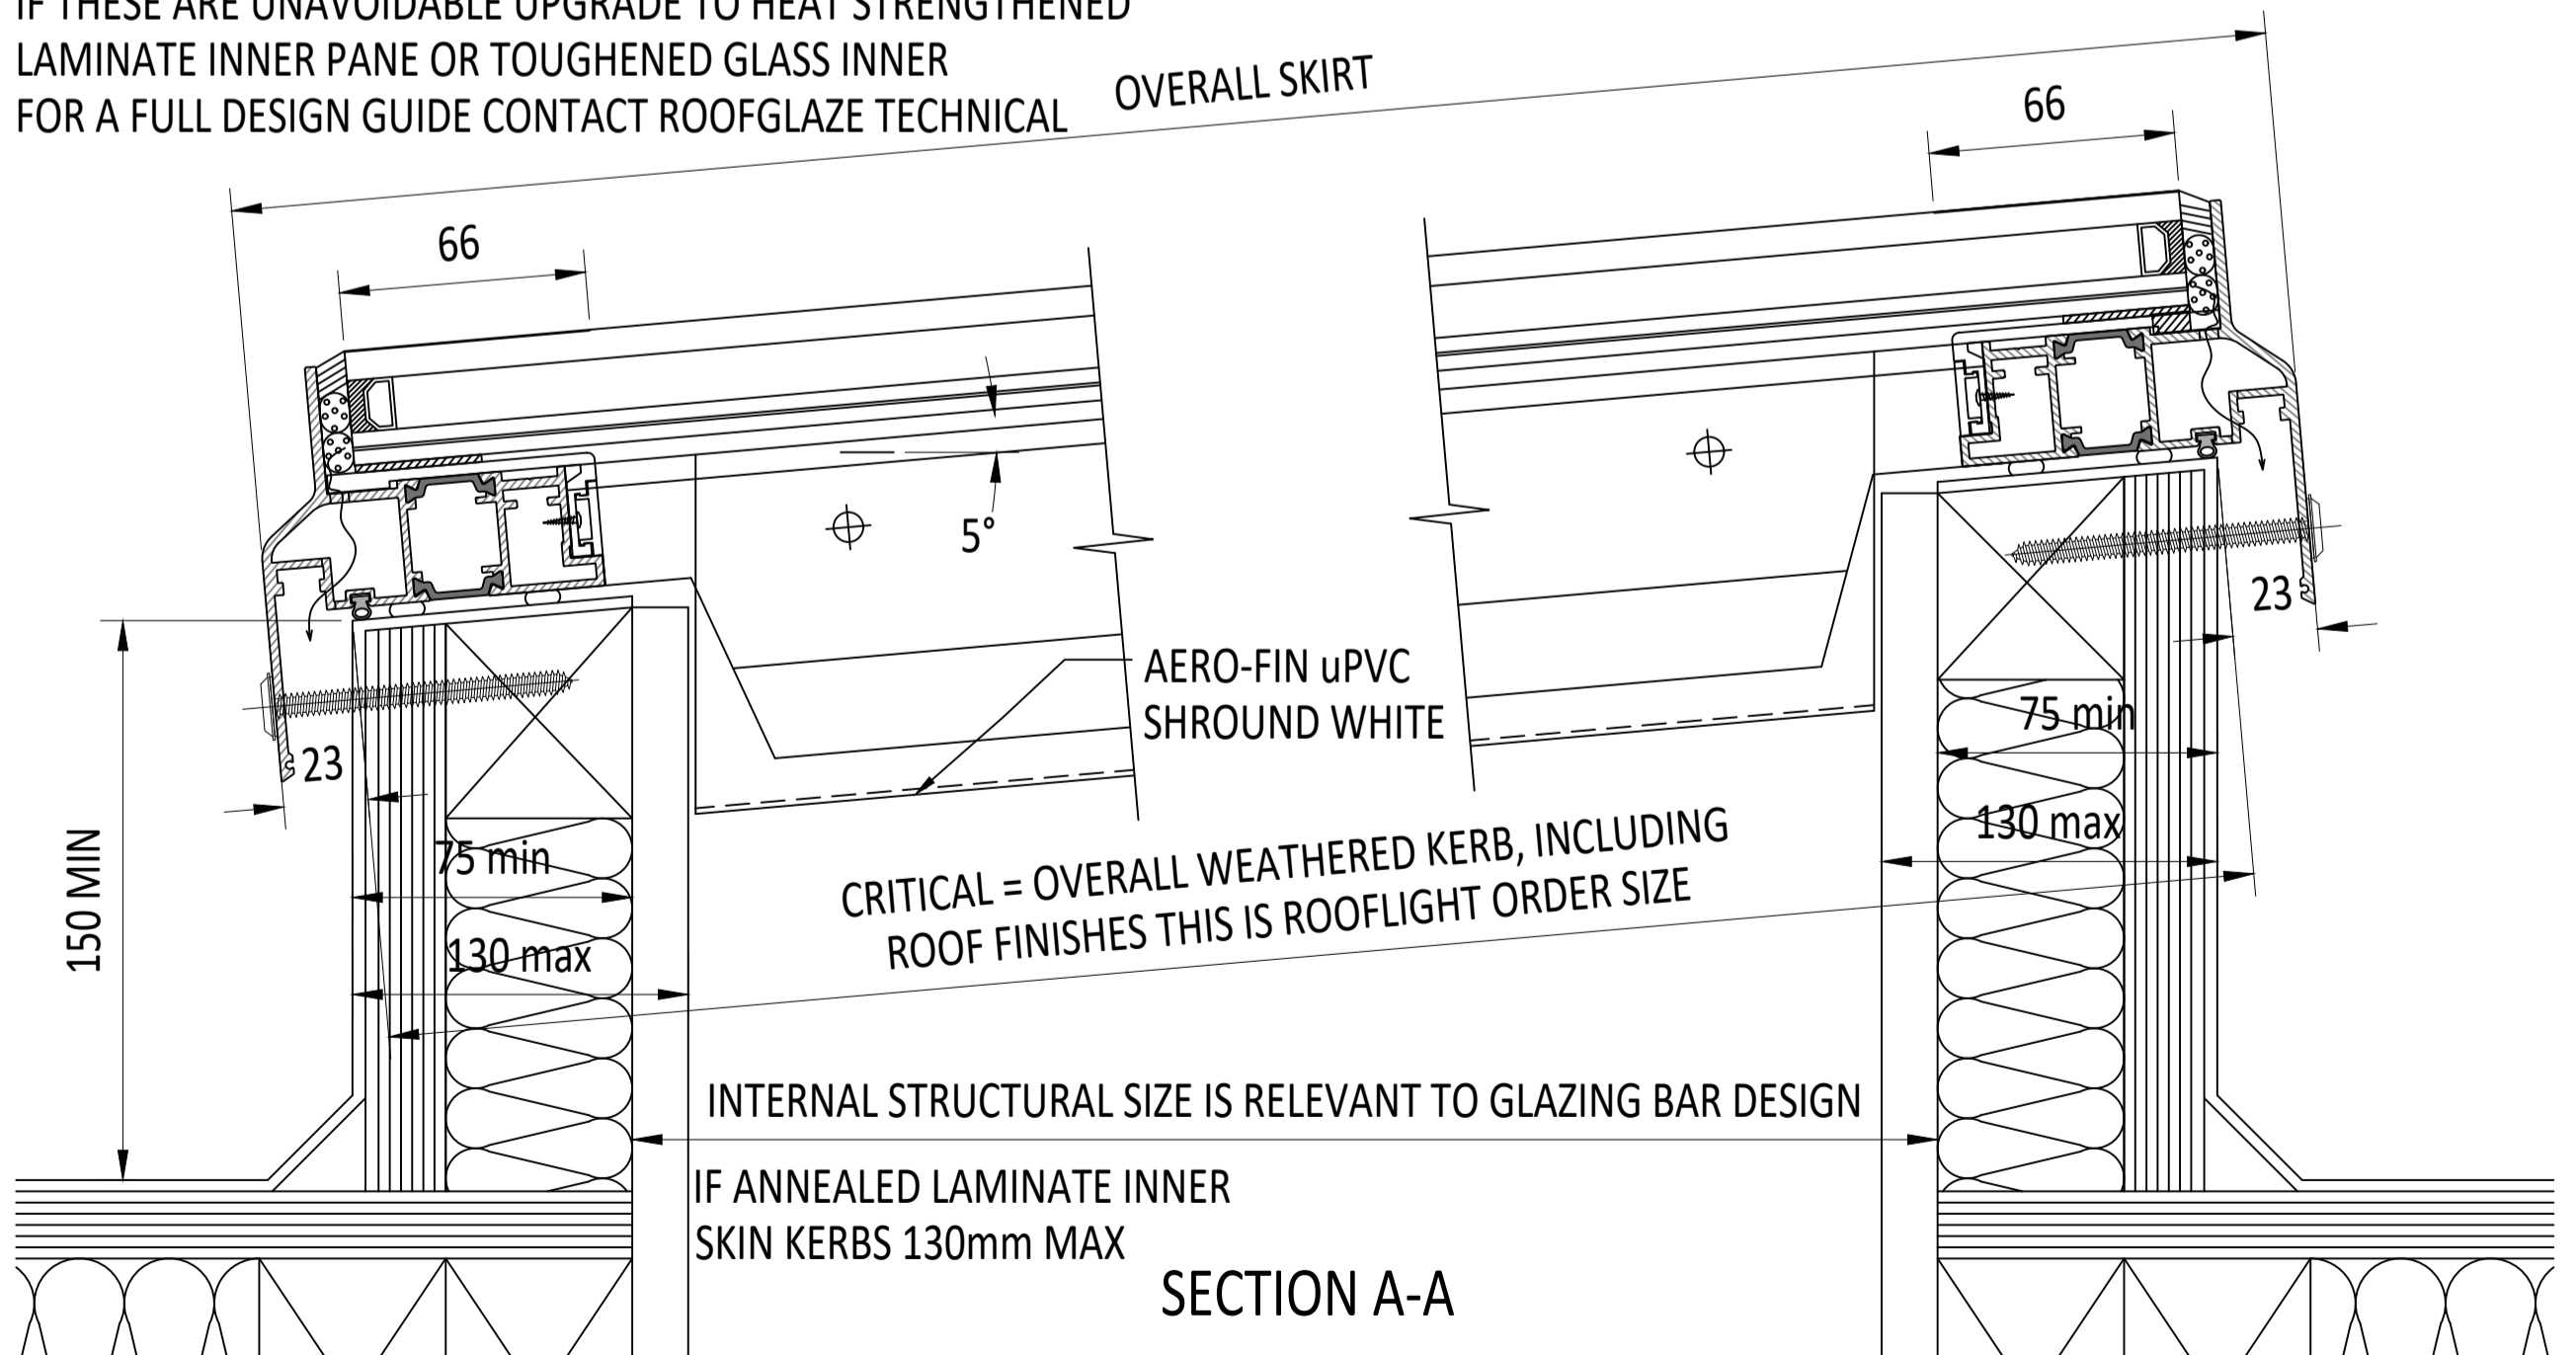 IF THESE ARE UNAVOIDABLE UPGRADE TO HEAT STRENGTHENED
LAMINATE INNER PANE OR TOUGHENED GLASS INNER
FOR A FULL DESIGN GUIDE CONTACT ROOFGLAZE TECHNICAL
OVERALL SKIRT
66
66
5°
AERO-FIN uPVC
SHROUND WHITE
23
23
75 min
130 max
75 min
130 max
150 MIN
CRITICAL = OVERALL WEATHERED KERB, INCLUDING
ROOF FINISHES THIS IS ROOFLIGHT ORDER SIZE
INTERNAL STRUCTURAL SIZE IS RELEVANT TO GLAZING BAR DESIGN
IF ANNEALED LAMINATE INNER
SKIN KERBS 130mm MAX
SECTION A-A